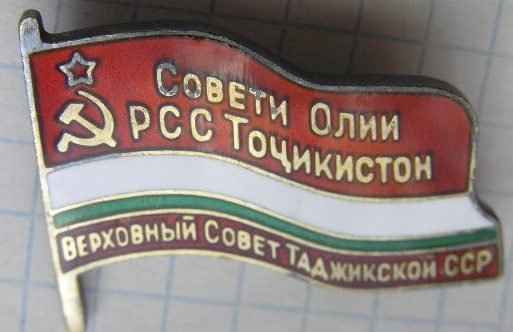 Совети Олии
РСС Тоҷикистон
Верховный Совет Таджикской ССР